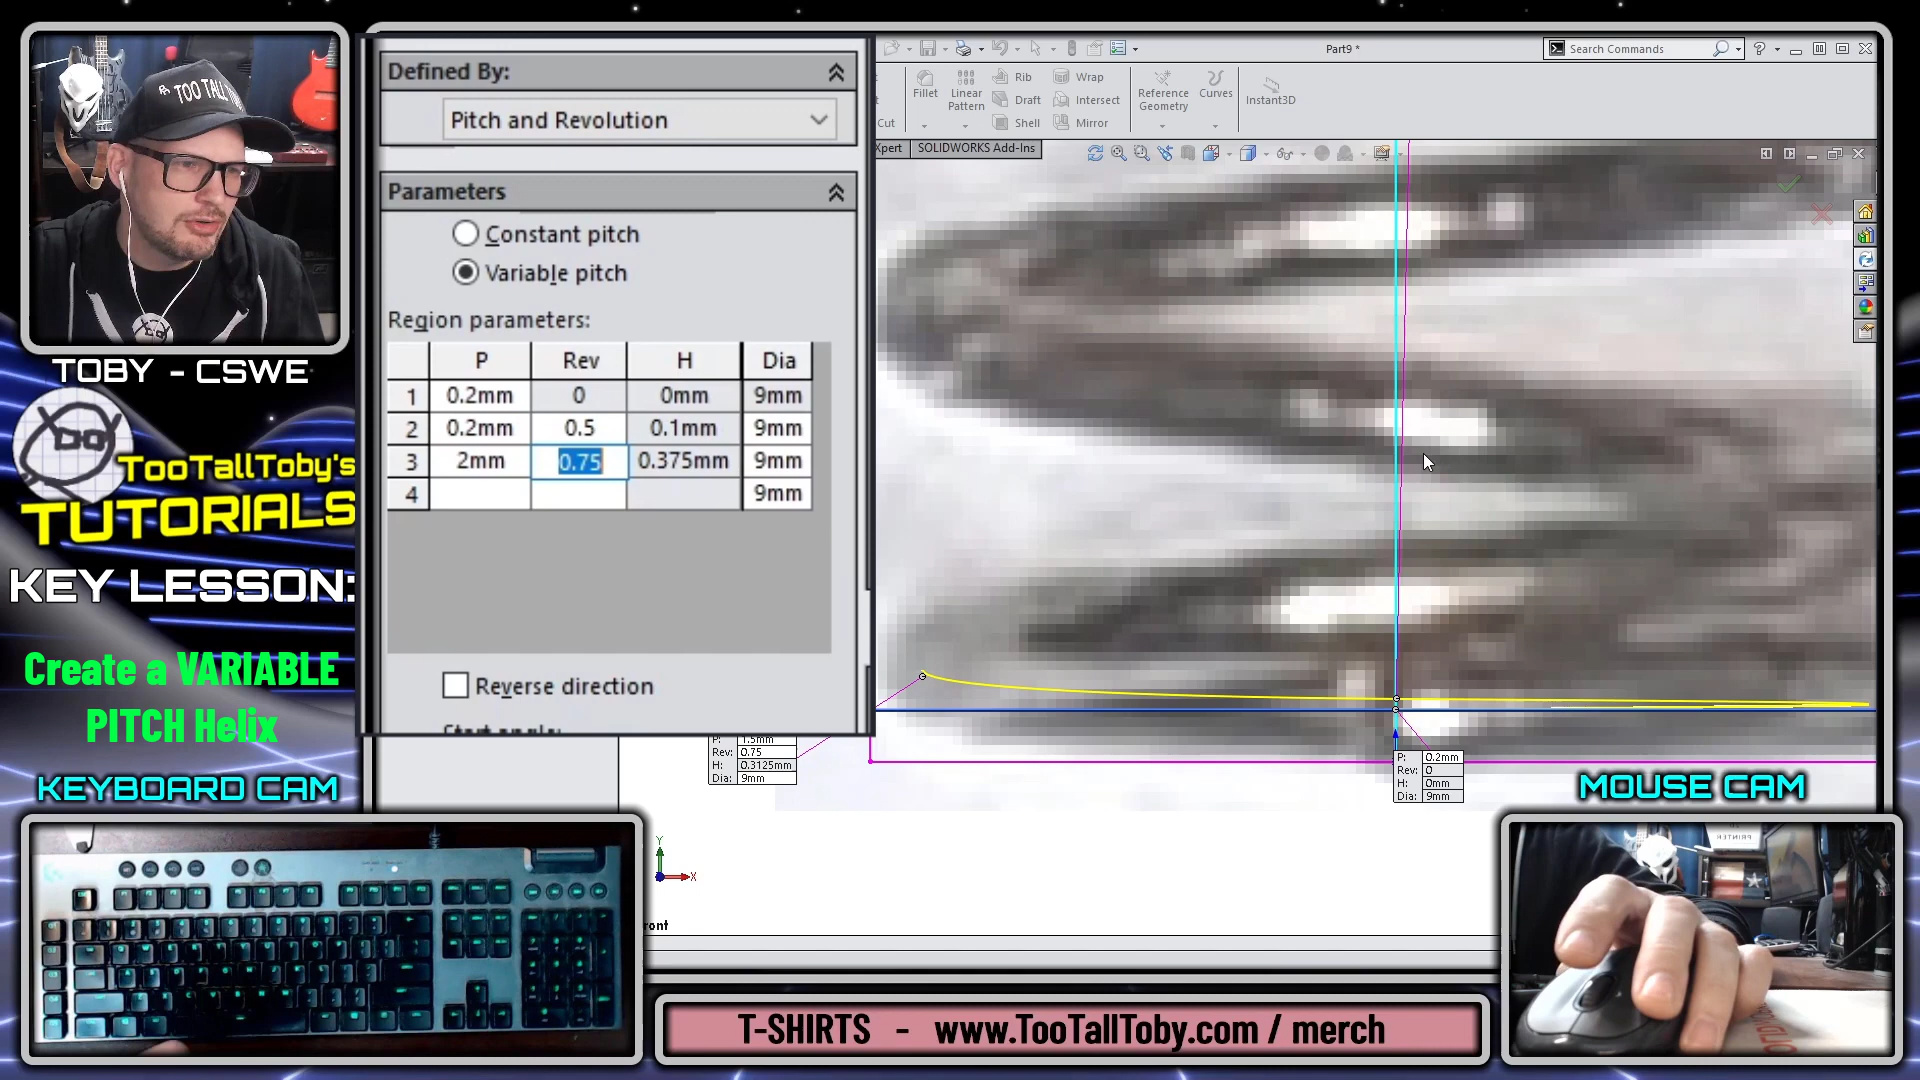 TOO TALL
TOBY - CSWE
TooTallToby's
TUTORIALS
KEY LESSON:
Create a VARIABLE
PITCH Helix
KEYBOARD CAM
Defined By:
Pitch and Revolution
Parameters
Constant pitch
Variable pitch
Region parameters:
P Rev H Dia
1 0.2mm 0 0mm 9mm
2 0.2mm 0.5 0.1mm 9mm
3 2mm 0.75 0.375mm 9mm
4 9mm
Reverse direction
Part9 *
Search Commands
Fillet
Linear
Pattern
Rib
Draft
Shell
Wrap
Intersect
Mirror
Reference
Geometry
Curves
Instant3D
Cut
xpert
SOLIDWORKS Add-Ins
P: 1.5mm
Rev: 0.75
H: 0.3125mm
Dia: 9mm
P: 0.2mm
Rev: 0
H: 0mm
Dia: 9mm
Y
X
ront
MOUSE CAM
T-SHIRTS - www.TooTallToby.com / merch